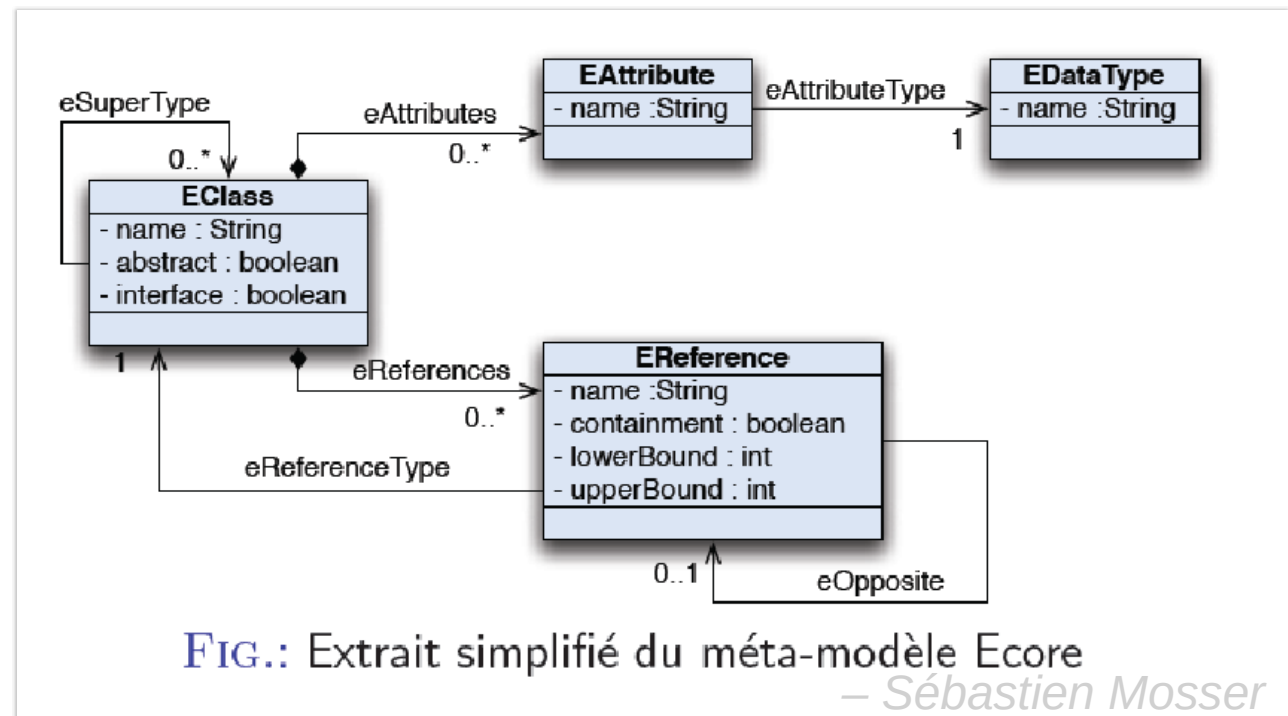 eSuperType
0..*
eAttributes
0..*
EAttribute
- name :String
eAttributeType
1
EDataType
- name :String
EClass
- name : String
- abstract : boolean
- interface : boolean
1
eReferences
0..*
eReferenceType
EReference
- name :String
- containment : boolean
- lowerBound : int
- upperBound : int
0..1
eOpposite
FIG.: Extrait simplifié du méta-modèle Ecore
– Sébastien Mosser